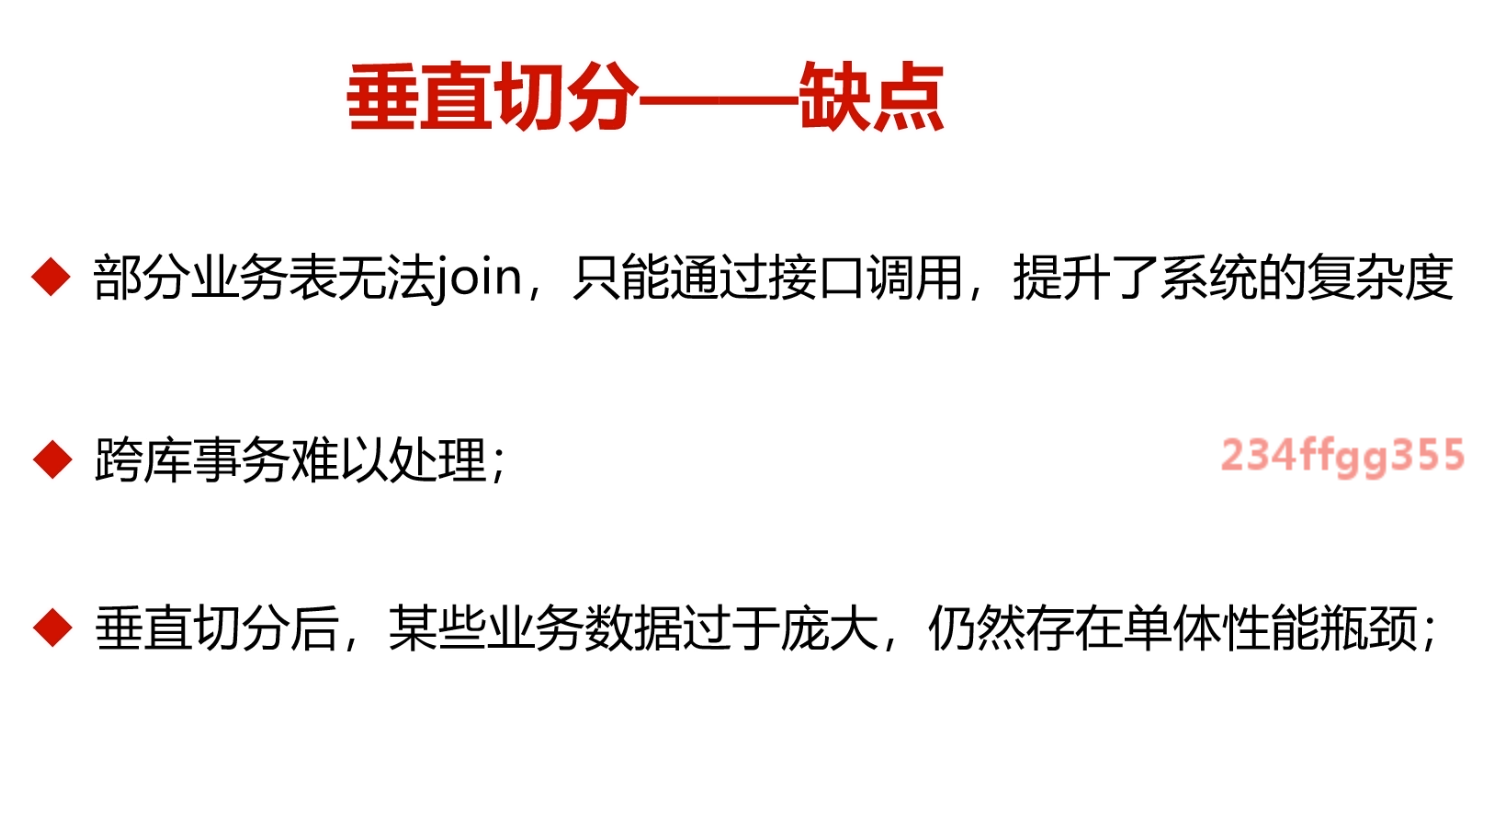 垂直切分——缺点
部分业务表无法join，只能通过接口调用，提升了系统的复杂度
跨库事务难以处理；
234ffgg355
垂直切分后，某些业务数据过于庞大，仍然存在单体性能瓶颈；